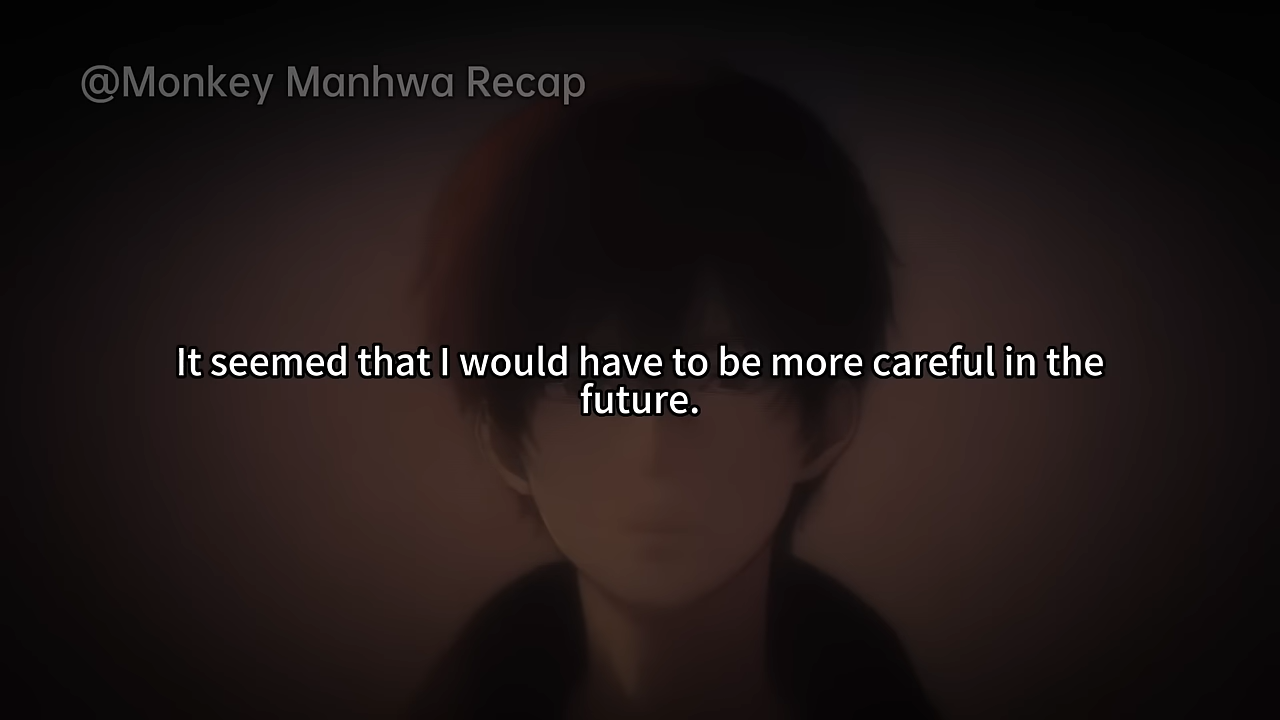 @Monkey Manhwa Recap
It seemed that I would have to be more careful in the
future.